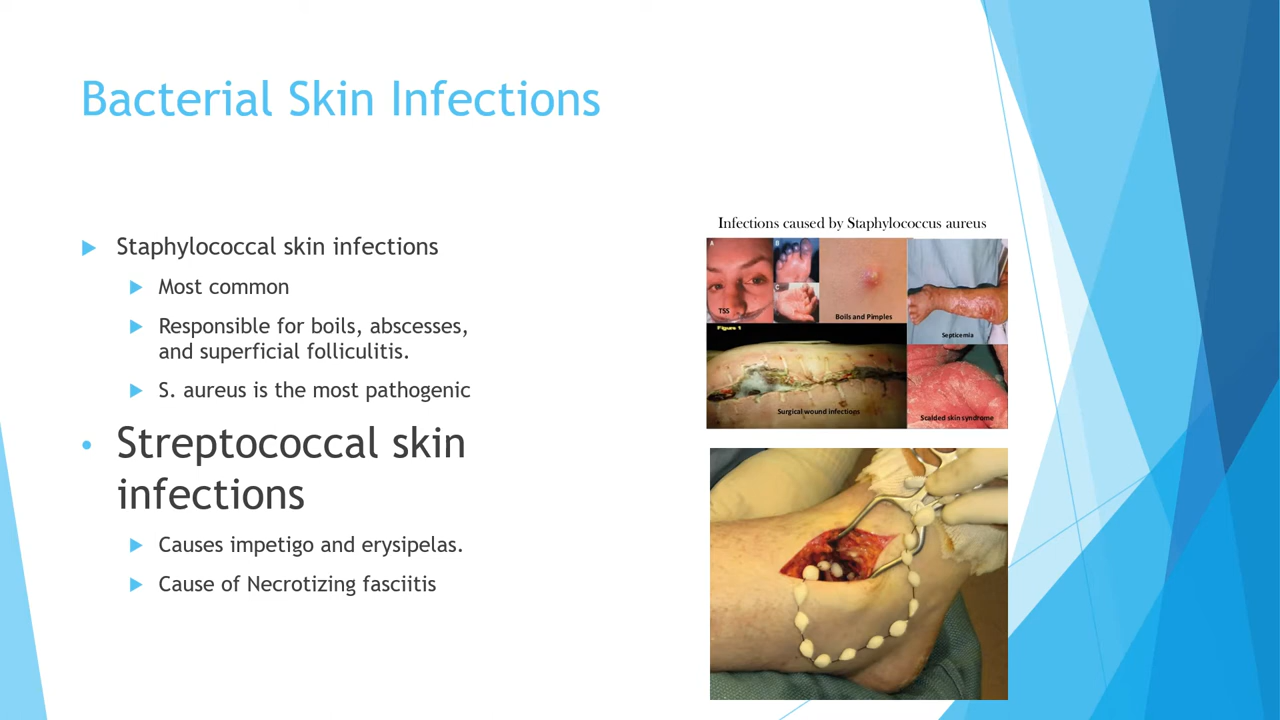 Bacterial Skin Infections
Staphylococcal skin infections
Most common
Responsible for boils, abscesses,
and superficial folliculitis.
S. aureus is the most pathogenic
Streptococcal skin
infections
Causes impetigo and erysipelas.
Cause of Necrotizing fasciitis
Infections caused by Staphylococcus aureus
A
B
C
TSS
Boils and Pimples
Septicemia
Figure 1
Surgical wound infections
Scalded skin syndrome